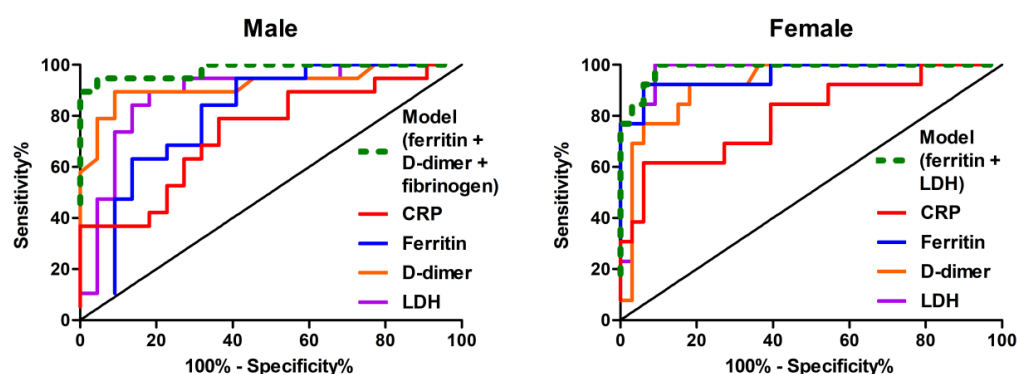 Male
100
80
60
40
20
0
Sensitivity%
0 20 40 60 80 100
100% - Specificity%
Model
(ferritin +
D-dimer +
fibrinogen)
CRP
Ferritin
D-dimer
LDH
Female
100
80
60
40
20
0
Sensitivity%
0 20 40 60 80 100
100% - Specificity%
Model
(ferritin +
LDH)
CRP
Ferritin
D-dimer
LDH